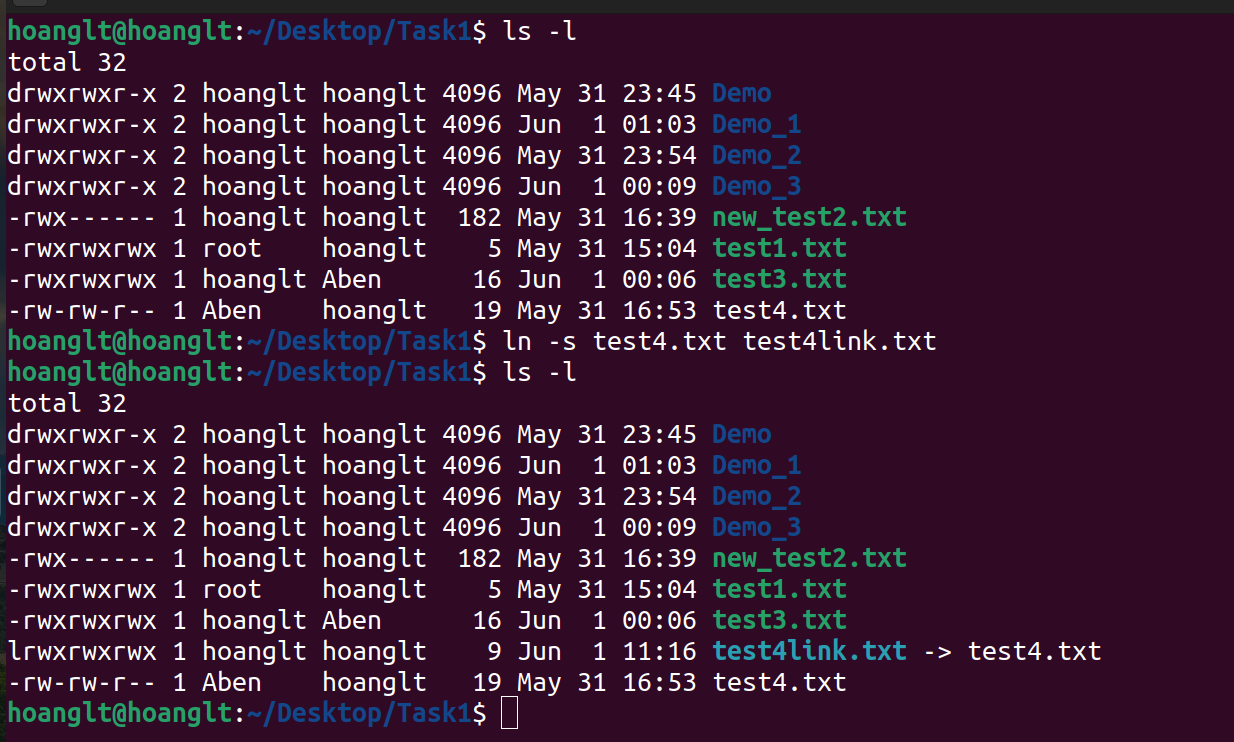 hoanglt@hoanglt:~/Desktop/Task1$ ls -l
total 32
drwxrwxr-x 2 hoanglt hoanglt 4096 May 31 23:45 Demo
drwxrwxr-x 2 hoanglt hoanglt 4096 Jun  1 01:03 Demo_1
drwxrwxr-x 2 hoanglt hoanglt 4096 May 31 23:54 Demo_2
drwxrwxr-x 2 hoanglt hoanglt 4096 Jun  1 00:09 Demo_3
-rwx------ 1 hoanglt hoanglt  182 May 31 16:39 new_test2.txt
-rwxrwxrwx 1 root    hoanglt    5 May 31 15:04 test1.txt
-rwxrwxrwx 1 hoanglt Aben      16 Jun  1 00:06 test3.txt
-rw-rw-r-- 1 Aben    hoanglt   19 May 31 16:53 test4.txt
hoanglt@hoanglt:~/Desktop/Task1$ ln -s test4.txt test4link.txt
hoanglt@hoanglt:~/Desktop/Task1$ ls -l
total 32
drwxrwxr-x 2 hoanglt hoanglt 4096 May 31 23:45 Demo
drwxrwxr-x 2 hoanglt hoanglt 4096 Jun  1 01:03 Demo_1
drwxrwxr-x 2 hoanglt hoanglt 4096 May 31 23:54 Demo_2
drwxrwxr-x 2 hoanglt hoanglt 4096 Jun  1 00:09 Demo_3
-rwx------ 1 hoanglt hoanglt  182 May 31 16:39 new_test2.txt
-rwxrwxrwx 1 root    hoanglt    5 May 31 15:04 test1.txt
-rwxrwxrwx 1 hoanglt Aben      16 Jun  1 00:06 test3.txt
lrwxrwxrwx 1 hoanglt hoanglt    9 Jun  1 11:16 test4link.txt -> test4.txt
-rw-rw-r-- 1 Aben    hoanglt   19 May 31 16:53 test4.txt
hoanglt@hoanglt:~/Desktop/Task1$